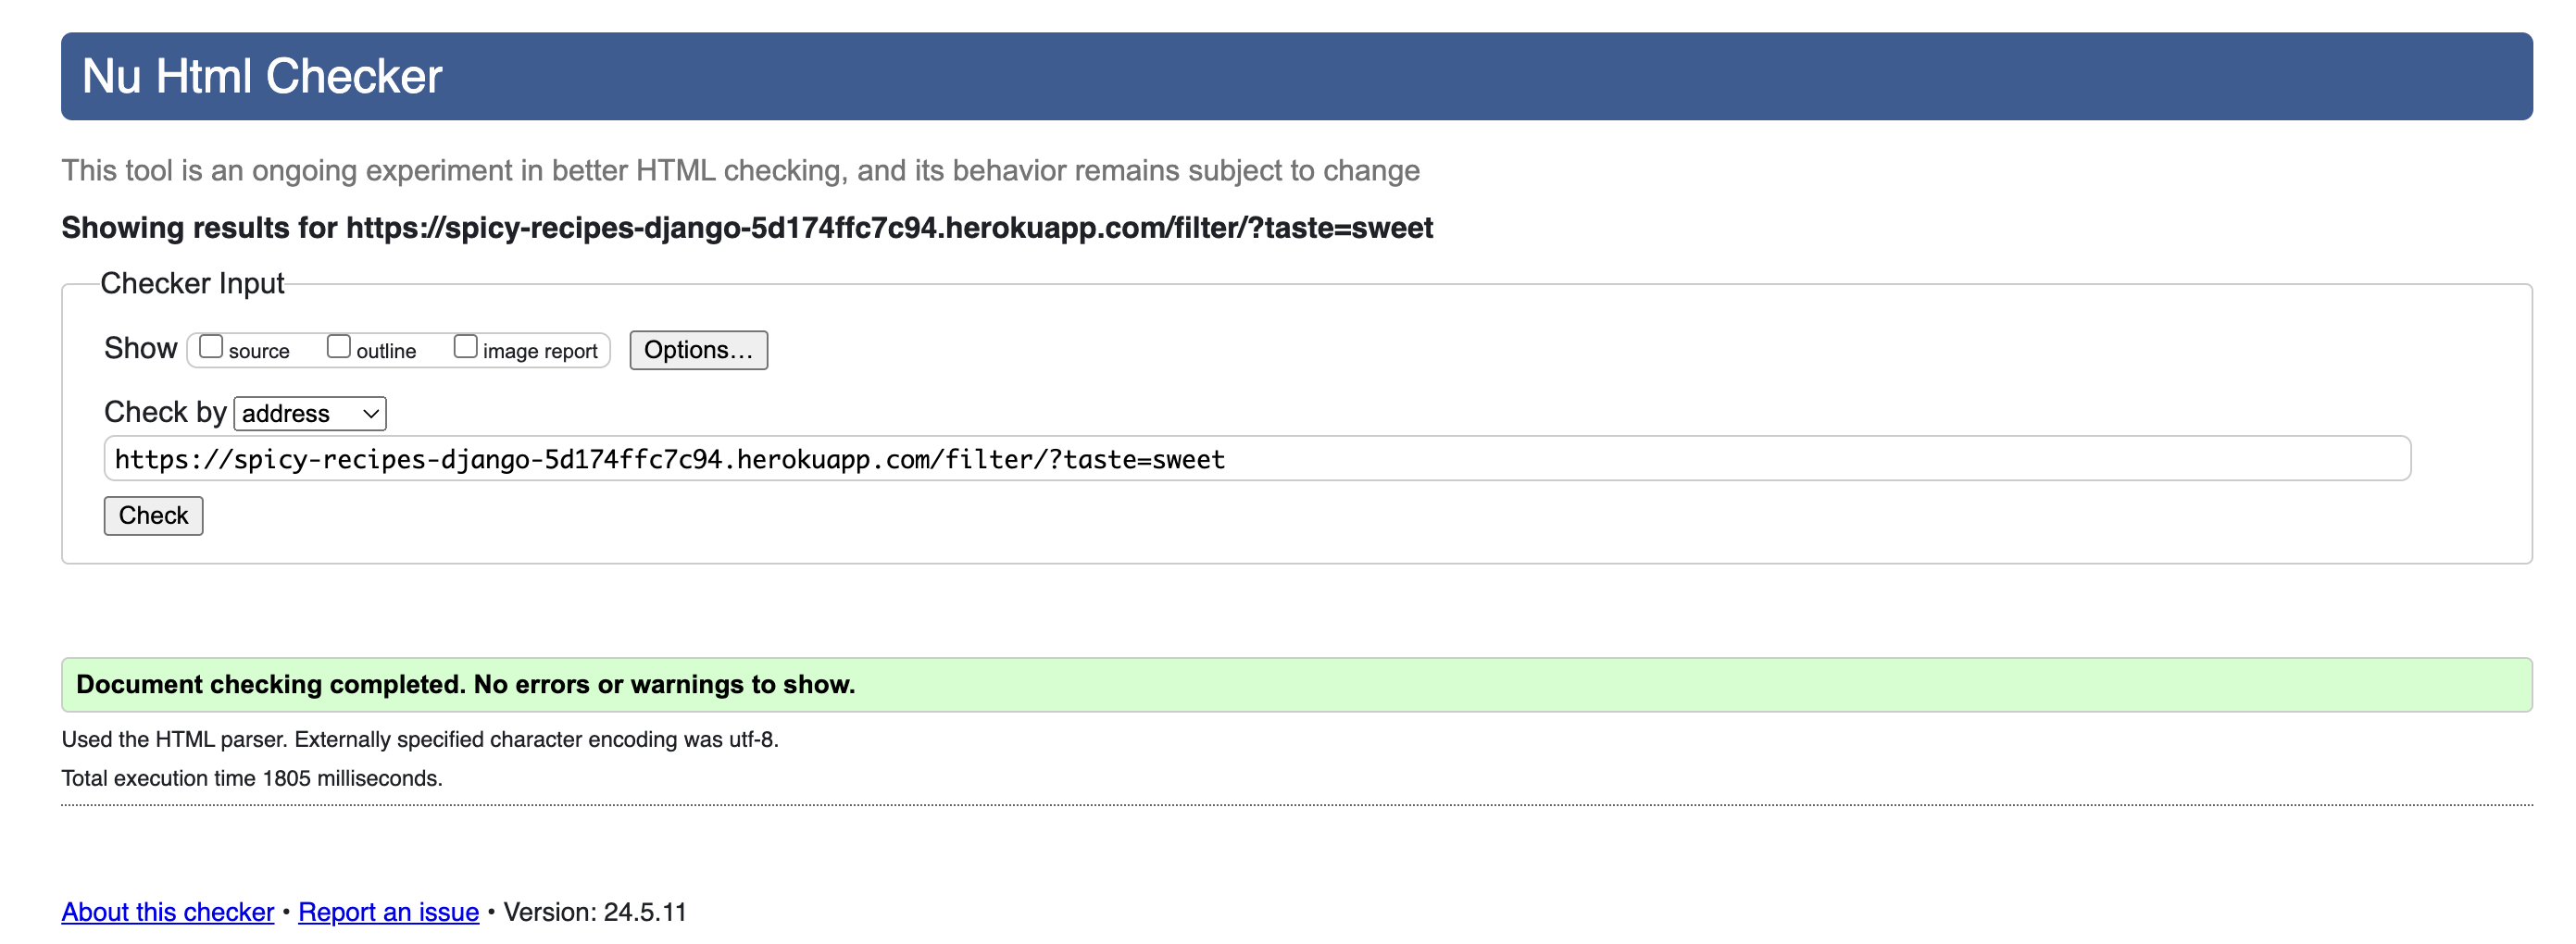 Nu Html Checker
This tool is an ongoing experiment in better HTML checking, and its behavior remains subject to change
Showing results for https://spicy-recipes-django-5d174ffc7c94.herokuapp.com/filter/?taste=sweet
Checker Input
Show source outline image report Options...
Check by address
https://spicy-recipes-django-5d174ffc7c94.herokuapp.com/filter/?taste=sweet
Check
Document checking completed. No errors or warnings to show.
Used the HTML parser. Externally specified character encoding was utf-8.
Total execution time 1805 milliseconds.
About this checker • Report an issue • Version: 24.5.11